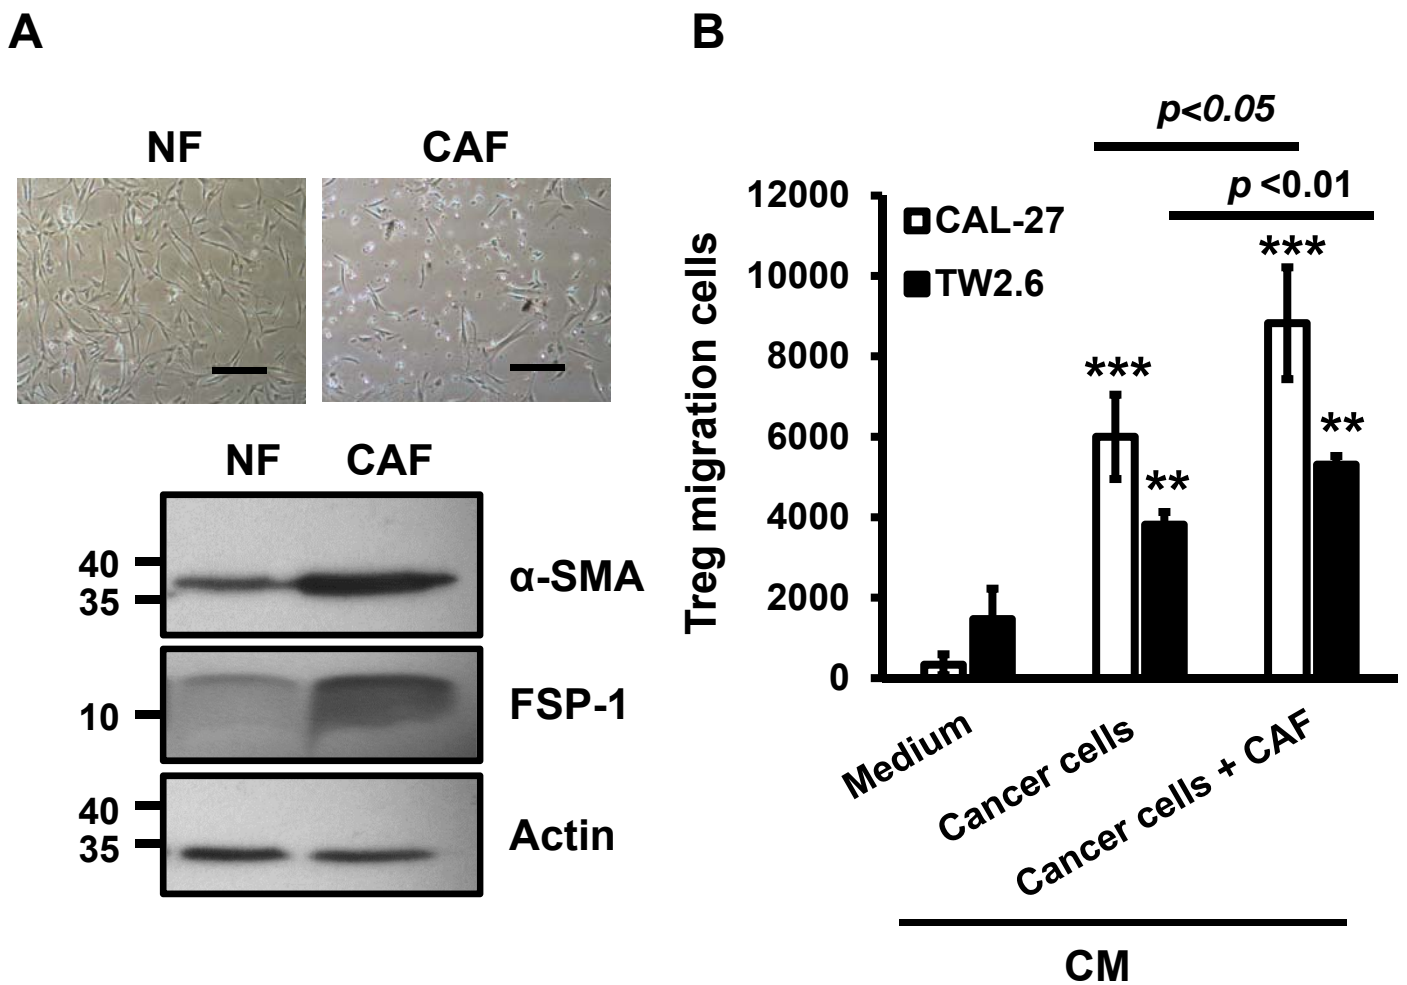 A
NF CAF
NF CAF
40
35
α-SMA
10
FSP-1
40
35
Actin
B
p<0.05
p <0.01
12000
10000
8000
6000
4000
2000
0
Treg migration cells
CAL-27
TW2.6
***
**
***
**
Medium
Cancer cells
Cancer cells + CAF
CM